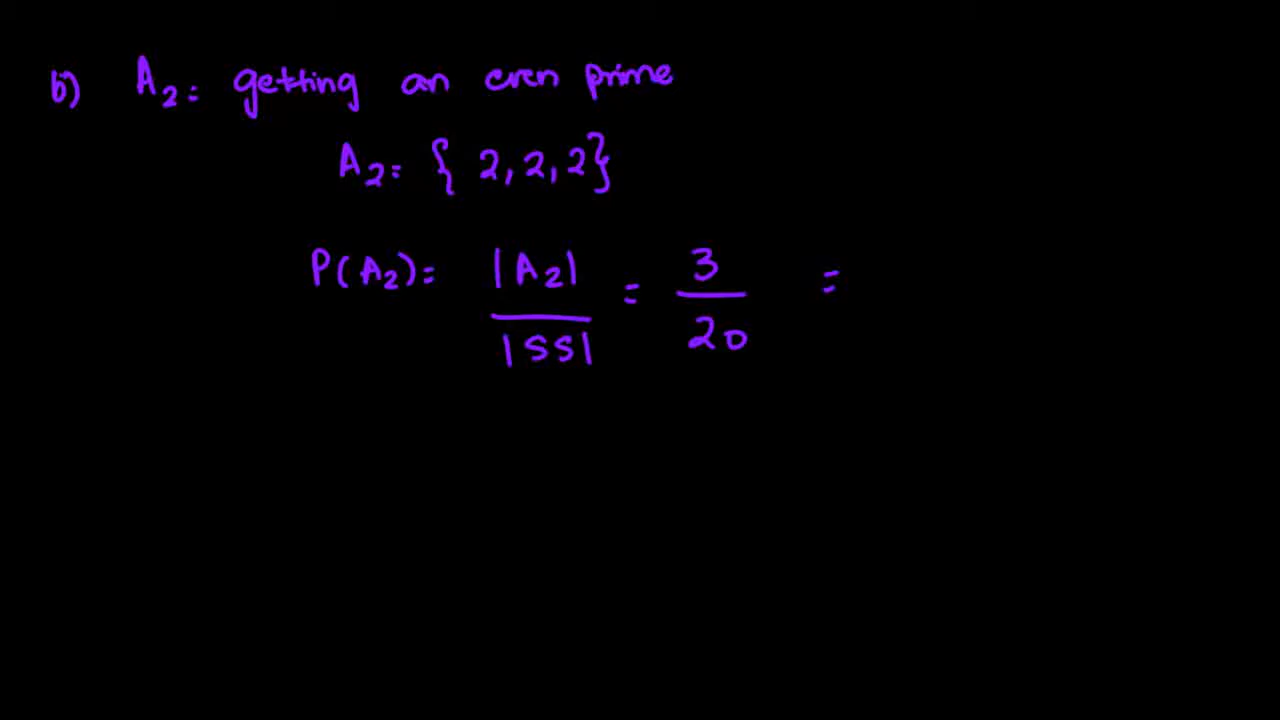 b) A₂ = getting an even prime
A₂ = { 2, 2, 2}
P(A₂) = |A₂| / |SS| = 3 / 20 =